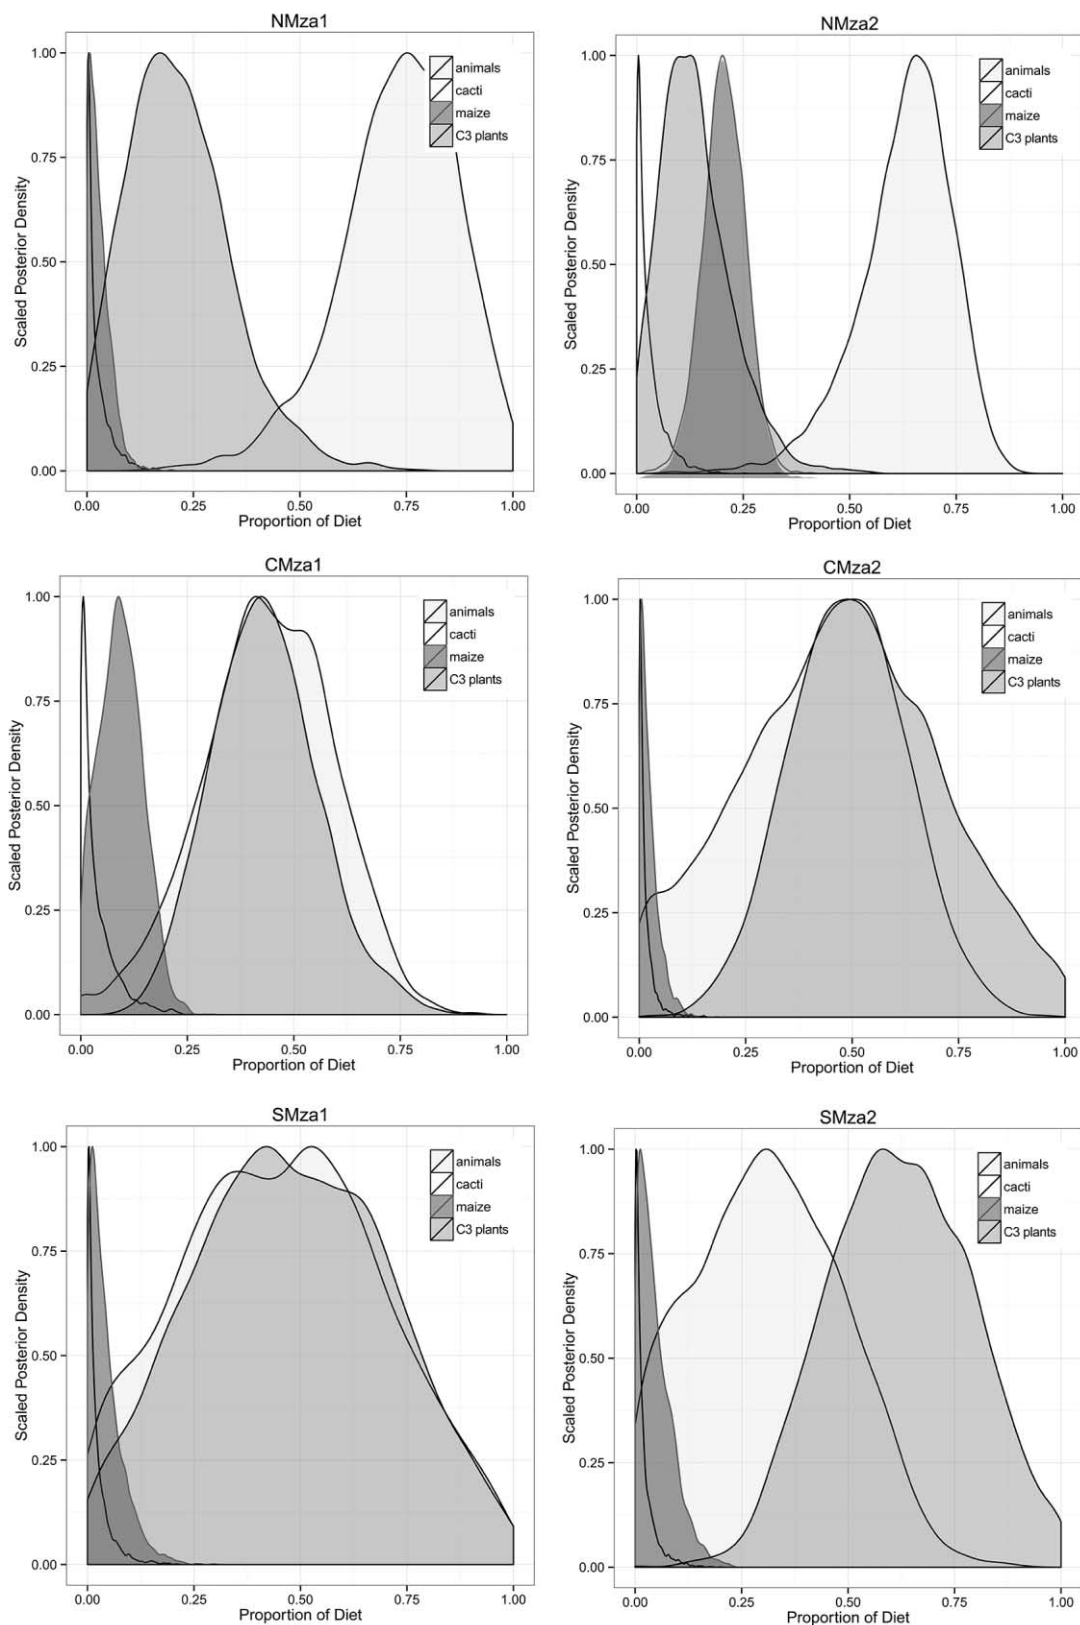 NMza1
1.00
0.75
0.50
0.25
0.00
Scaled Posterior Density
animals
cacti
maize
C3 plants
0.00 0.25 0.50 0.75 1.00
Proportion of Diet
NMza2
1.00
0.75
0.50
0.25
0.00
Scaled Posterior Density
animals
cacti
maize
C3 plants
0.00 0.25 0.50 0.75 1.00
Proportion of Diet
CMza1
1.00
0.75
0.50
0.25
0.00
Scaled Posterior Density
animals
cacti
maize
C3 plants
0.00 0.25 0.50 0.75 1.00
Proportion of Diet
CMza2
1.00
0.75
0.50
0.25
0.00
Scaled Posterior Density
animals
cacti
maize
C3 plants
0.00 0.25 0.50 0.75 1.00
Proportion of Diet
SMza1
1.00
0.75
0.50
0.25
0.00
Scaled Posterior Density
animals
cacti
maize
C3 plants
0.00 0.25 0.50 0.75 1.00
Proportion of Diet
SMza2
1.00
0.75
0.50
0.25
0.00
Scaled Posterior Density
animals
cacti
maize
C3 plants
0.00 0.25 0.50 0.75 1.00
Proportion of Diet